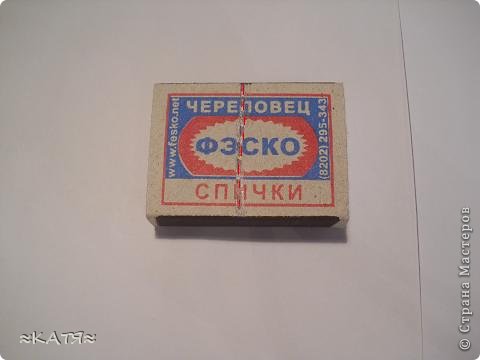 ЧЕРЕПОВЕЦ
www.fesko.net
ФЭСКО
(8202) 295-343
СПИЧКИ
≈КАТЯ≈
© Страна Мастеров